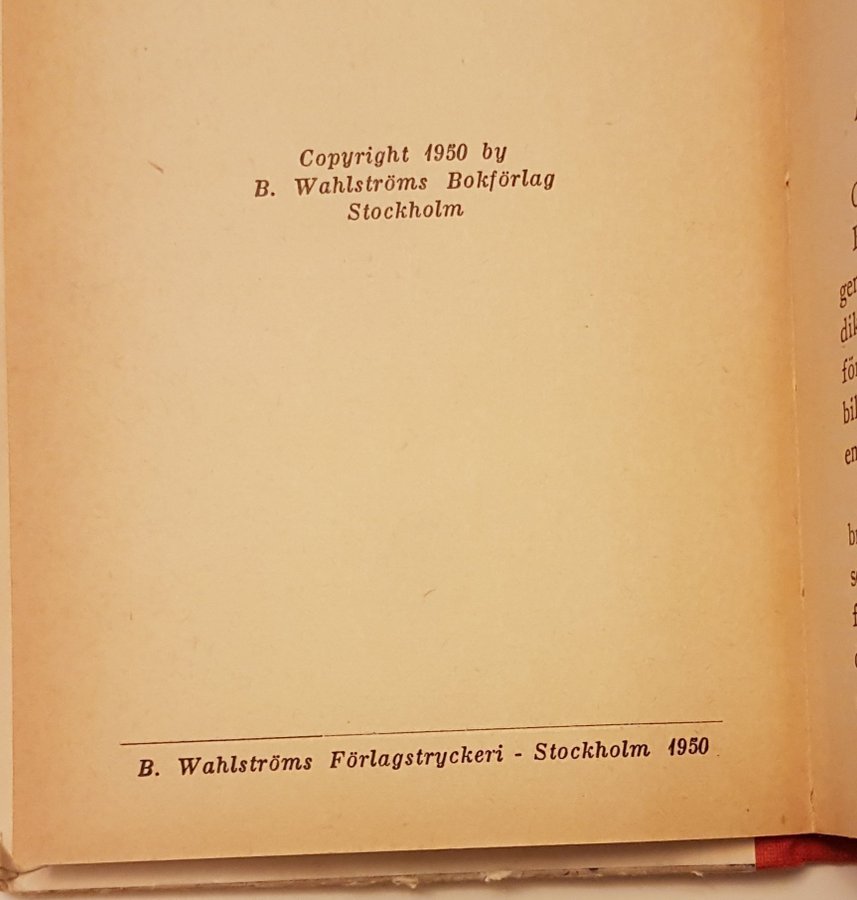 Copyright 1950 by
B. Wahlströms Bokförlag
Stockholm
B. Wahlströms Förlagstryckeri - Stockholm 1950